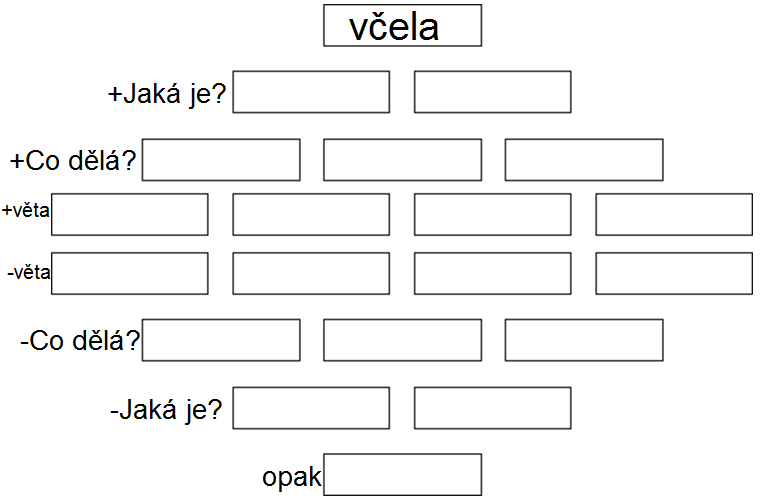 včela
+Jaká je?
+Co dělá?
+věta
-věta
-Co dělá?
-Jaká je?
opak